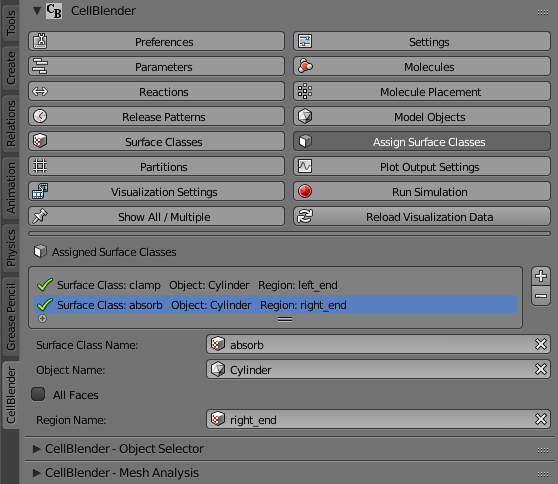 CB CellBlender
Preferences Settings
Parameters Molecules
Reactions Molecule Placement
Release Patterns Model Objects
Surface Classes Assign Surface Classes
Partitions Plot Output Settings
Visualization Settings Run Simulation
Show All / Multiple Reload Visualization Data
Assigned Surface Classes
Surface Class: clamp Object: Cylinder Region: left_end
Surface Class: absorb Object: Cylinder Region: right_end
Surface Class Name: absorb
Object Name: Cylinder
All Faces
Region Name: right_end
CellBlender - Object Selector
CellBlender - Mesh Analysis
Tools
Create
Relations
Animation
Physics
Grease Pencil
CellBlender